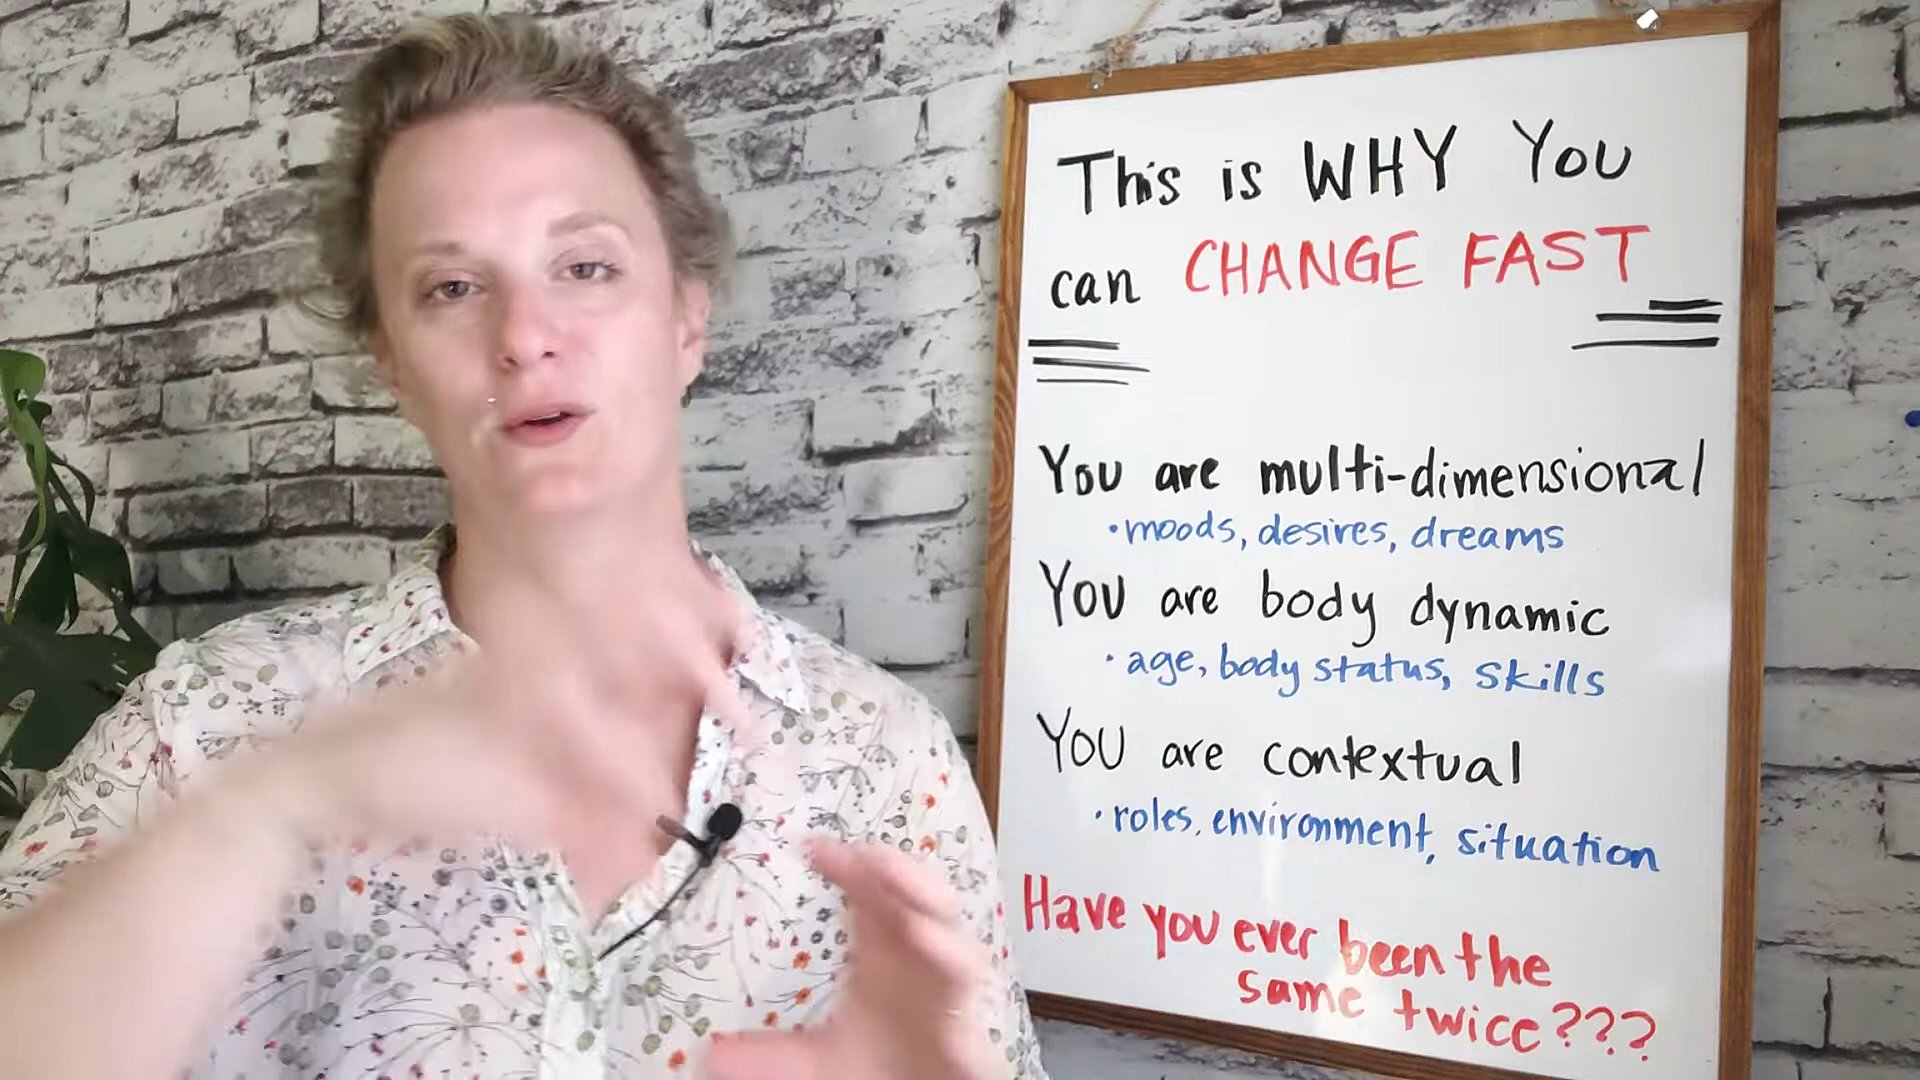 This is WHY You
can CHANGE FAST
You are multi-dimensional
• moods, desires, dreams
You are body dynamic
• age, body status, skills
You are contextual
• roles, environment, situation
Have you ever been the
same twice???